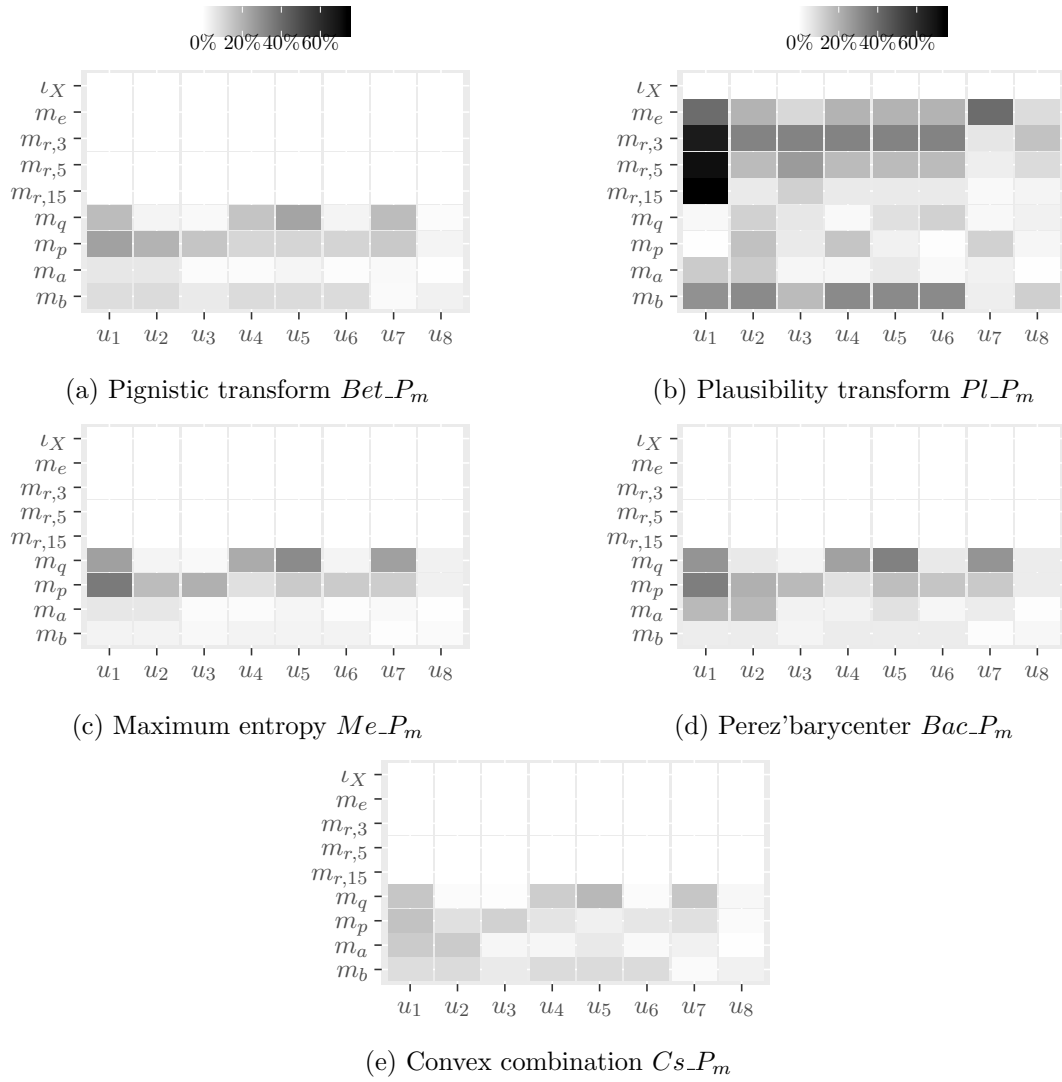 0% 20% 40% 60%
0% 20% 40% 60%
ι_X
m_e
m_{r,3}
m_{r,5}
m_{r,15}
m_q
m_p
m_a
m_b
u_1 u_2 u_3 u_4 u_5 u_6 u_7 u_8
(a) Pignistic transform Bet_P_m
ι_X
m_e
m_{r,3}
m_{r,5}
m_{r,15}
m_q
m_p
m_a
m_b
u_1 u_2 u_3 u_4 u_5 u_6 u_7 u_8
(b) Plausibility transform Pl_P_m
ι_X
m_e
m_{r,3}
m_{r,5}
m_{r,15}
m_q
m_p
m_a
m_b
u_1 u_2 u_3 u_4 u_5 u_6 u_7 u_8
(c) Maximum entropy Me_P_m
ι_X
m_e
m_{r,3}
m_{r,5}
m_{r,15}
m_q
m_p
m_a
m_b
u_1 u_2 u_3 u_4 u_5 u_6 u_7 u_8
(d) Perez'barycenter Bac_P_m
ι_X
m_e
m_{r,3}
m_{r,5}
m_{r,15}
m_q
m_p
m_a
m_b
u_1 u_2 u_3 u_4 u_5 u_6 u_7 u_8
(e) Convex combination Cs_P_m